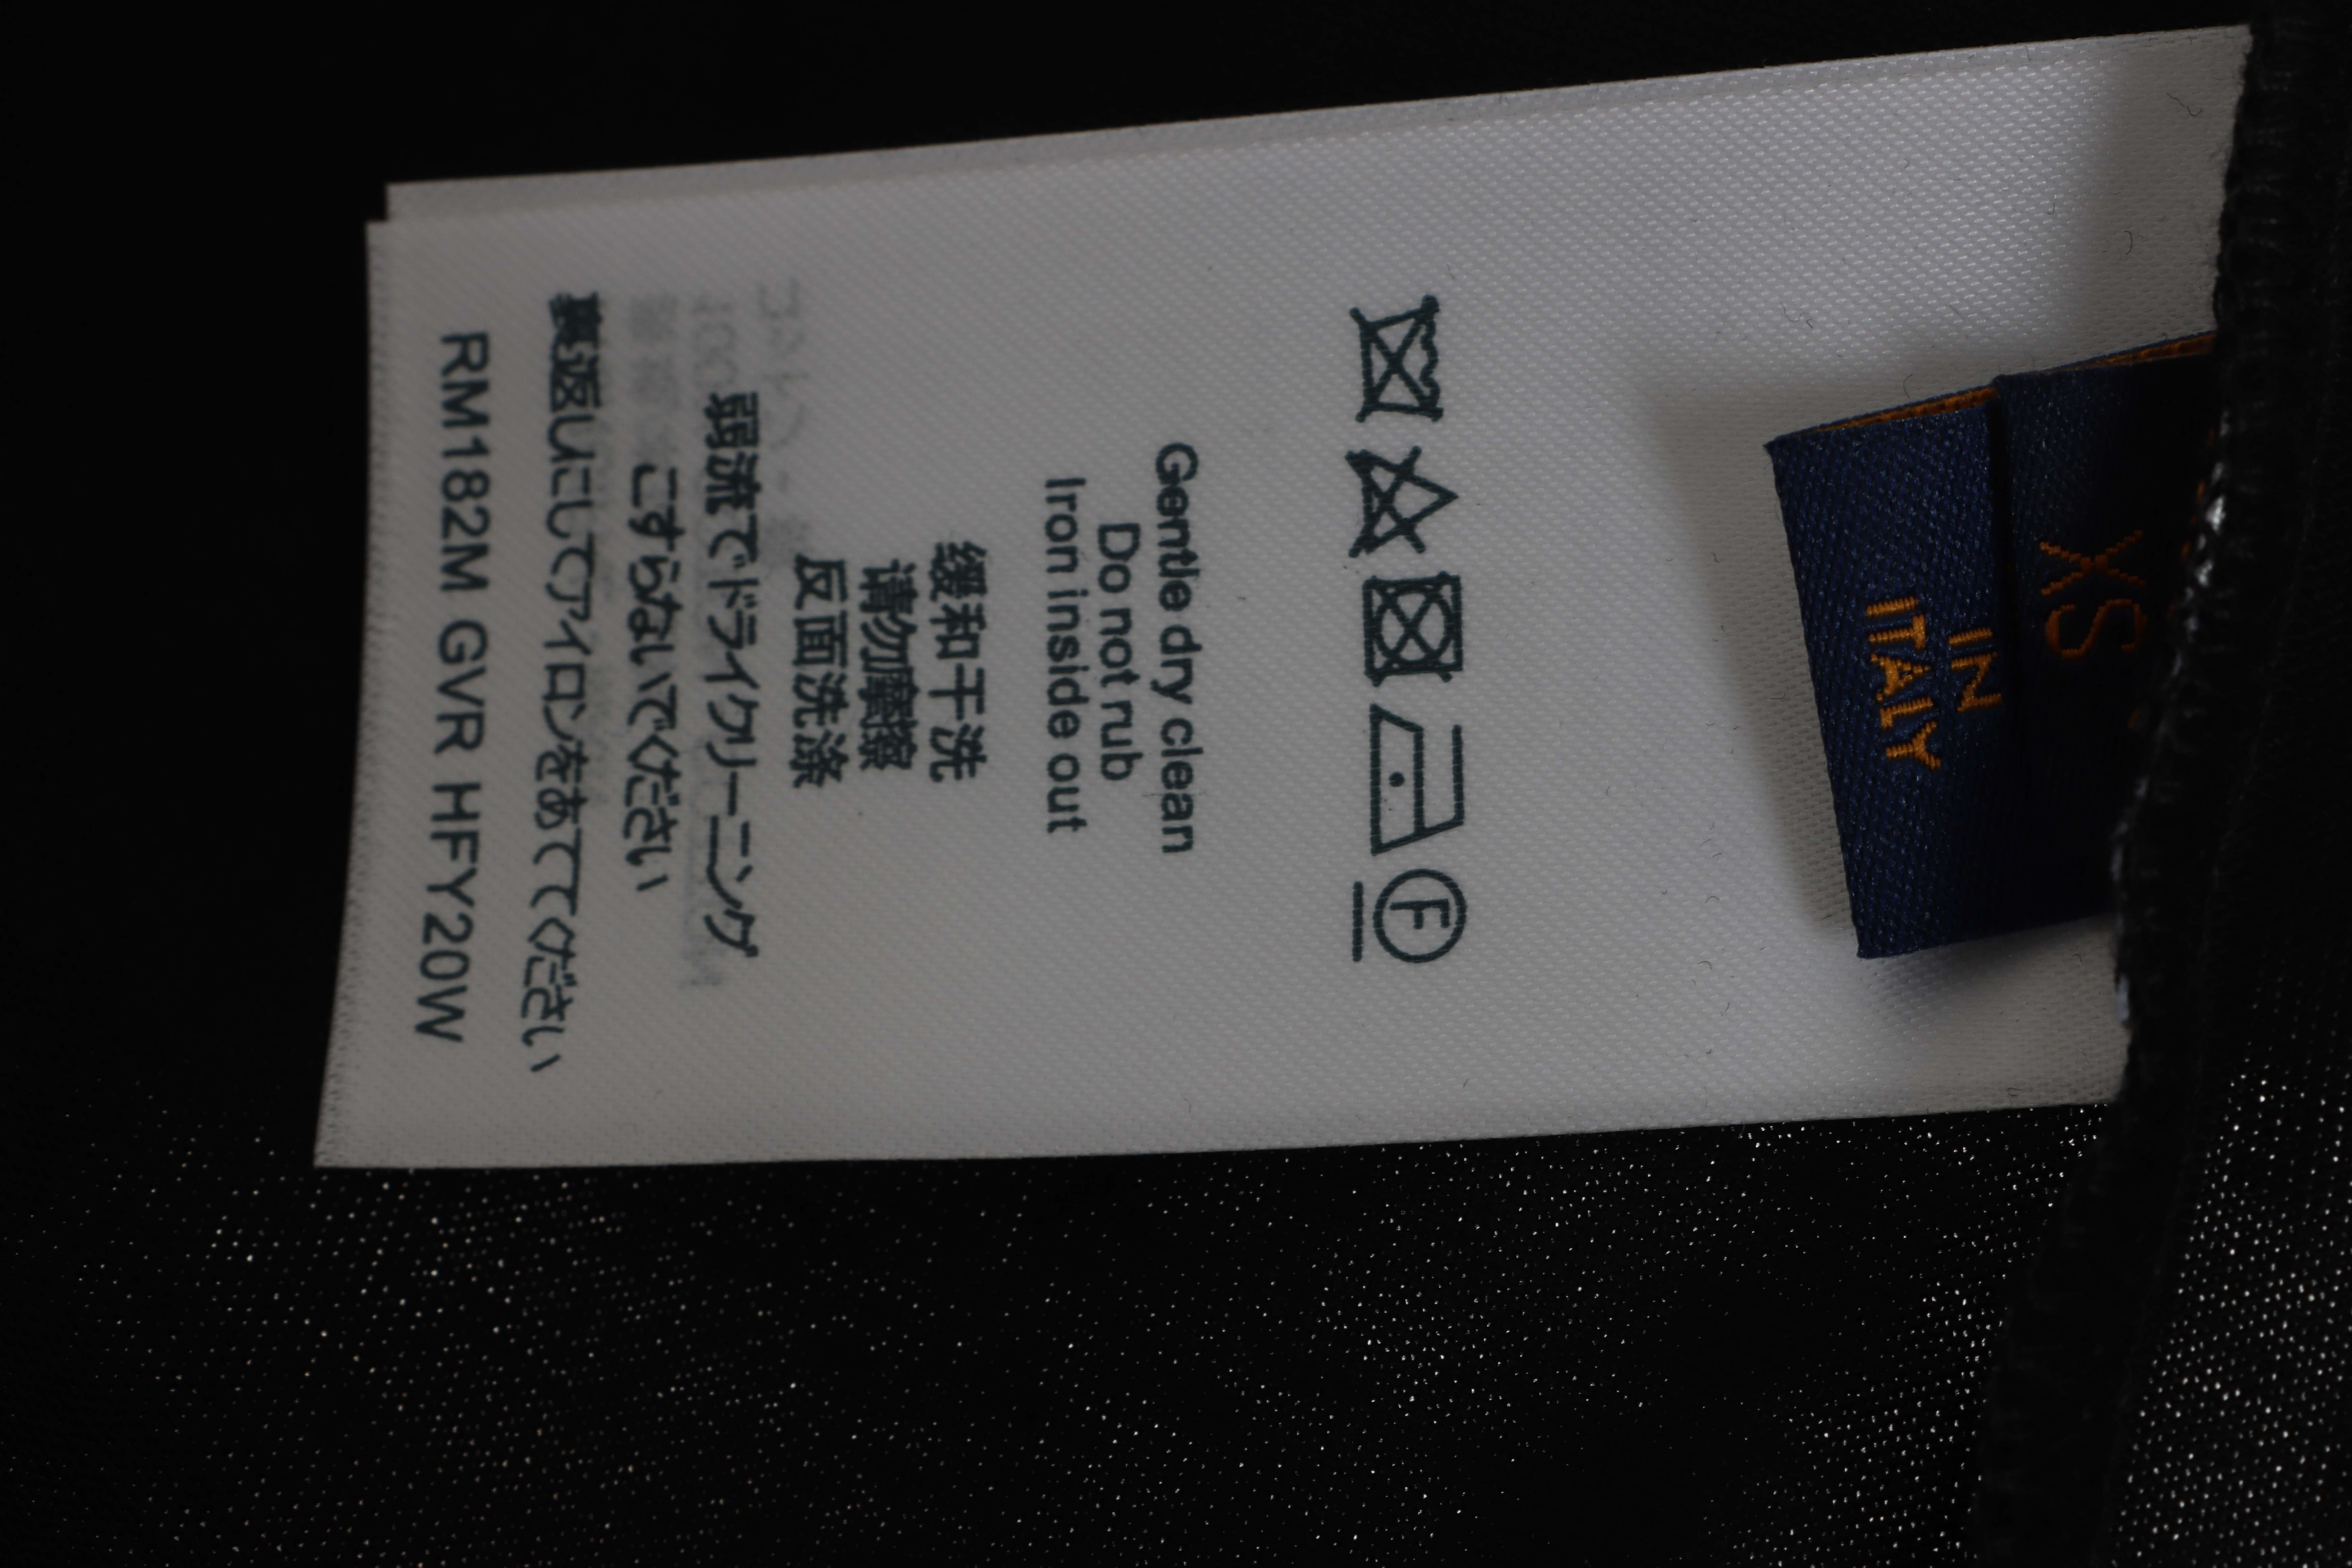 XS
IN
ITALY
F
Gentle dry clean
Do not rub
Iron inside out
缓和干洗
请勿摩擦
反面洗涤
弱流でドライクリーニング
こすらないでください
裏返しにしてアイロンをあててください
RM182M GVR HFY20W